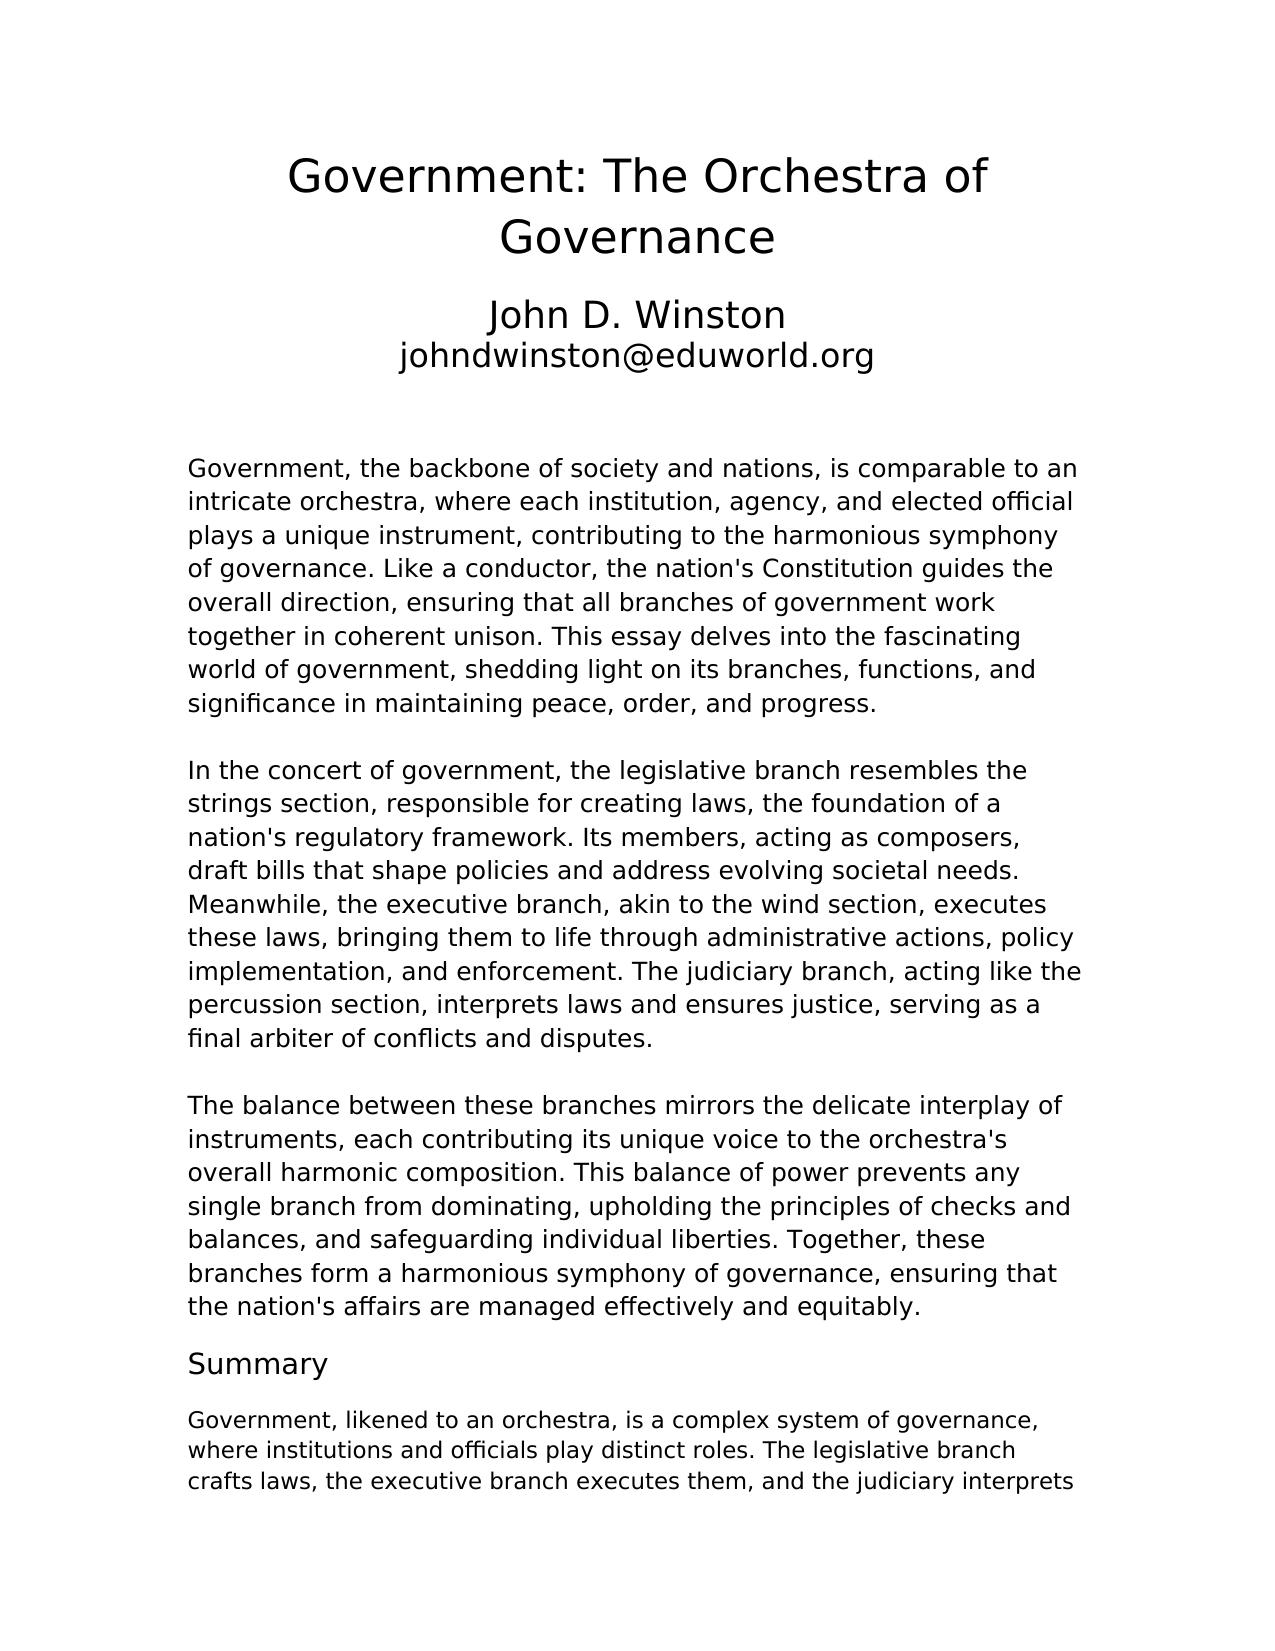 Government: The Orchestra of
Governance
John D. Winston
johndwinston@eduworld.org
Government, the backbone of society and nations, is comparable to an
intricate orchestra, where each institution, agency, and elected official
plays a unique instrument, contributing to the harmonious symphony
of governance. Like a conductor, the nation's Constitution guides the
overall direction, ensuring that all branches of government work
together in coherent unison. This essay delves into the fascinating
world of government, shedding light on its branches, functions, and
significance in maintaining peace, order, and progress.
In the concert of government, the legislative branch resembles the
strings section, responsible for creating laws, the foundation of a
nation's regulatory framework. Its members, acting as composers,
draft bills that shape policies and address evolving societal needs.
Meanwhile, the executive branch, akin to the wind section, executes
these laws, bringing them to life through administrative actions, policy
implementation, and enforcement. The judiciary branch, acting like the
percussion section, interprets laws and ensures justice, serving as a
final arbiter of conflicts and disputes.
The balance between these branches mirrors the delicate interplay of
instruments, each contributing its unique voice to the orchestra's
overall harmonic composition. This balance of power prevents any
single branch from dominating, upholding the principles of checks and
balances, and safeguarding individual liberties. Together, these
branches form a harmonious symphony of governance, ensuring that
the nation's affairs are managed effectively and equitably.
Summary
Government, likened to an orchestra, is a complex system of governance,
where institutions and officials play distinct roles. The legislative branch
crafts laws, the executive branch executes them, and the judiciary interprets